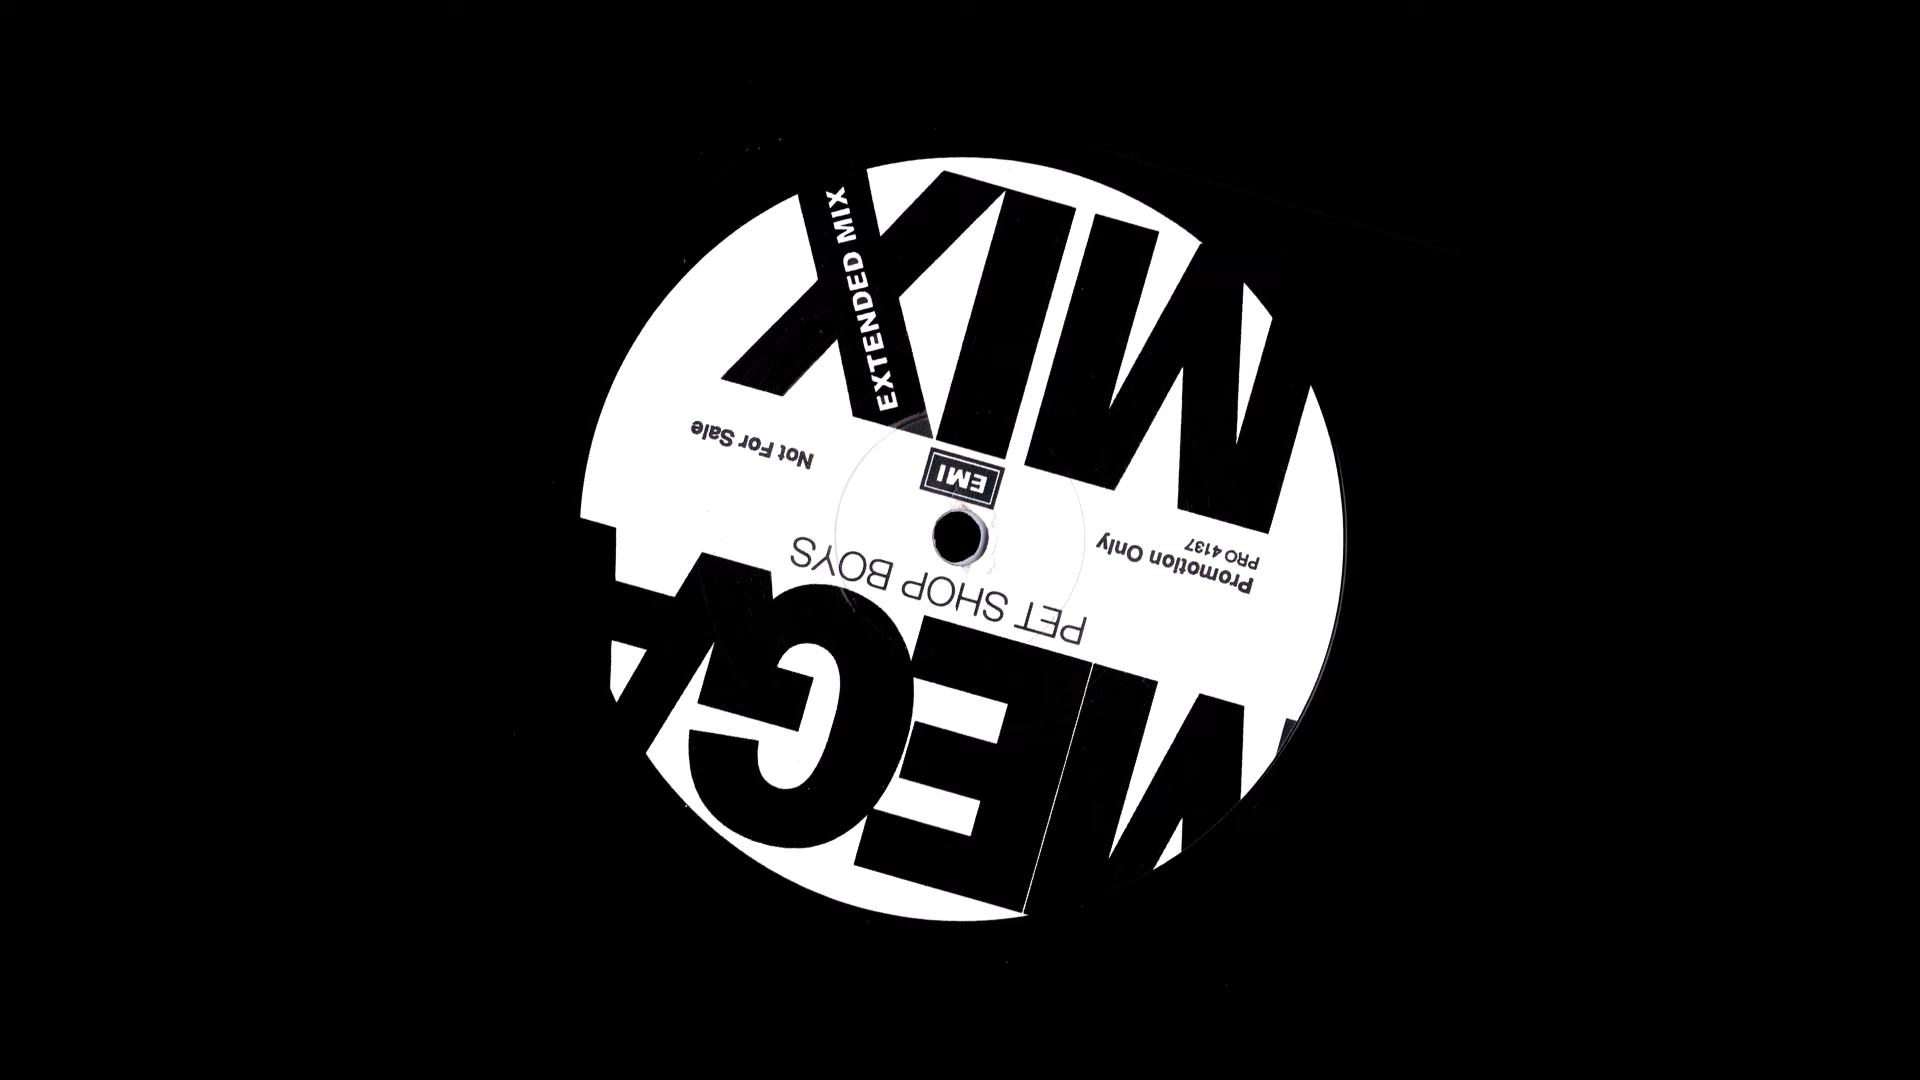 MEGA
PET SHOP BOYS
Promotion Only
PRO 4137
EMI
Not For Sale
MIX
EXTENDED MIX